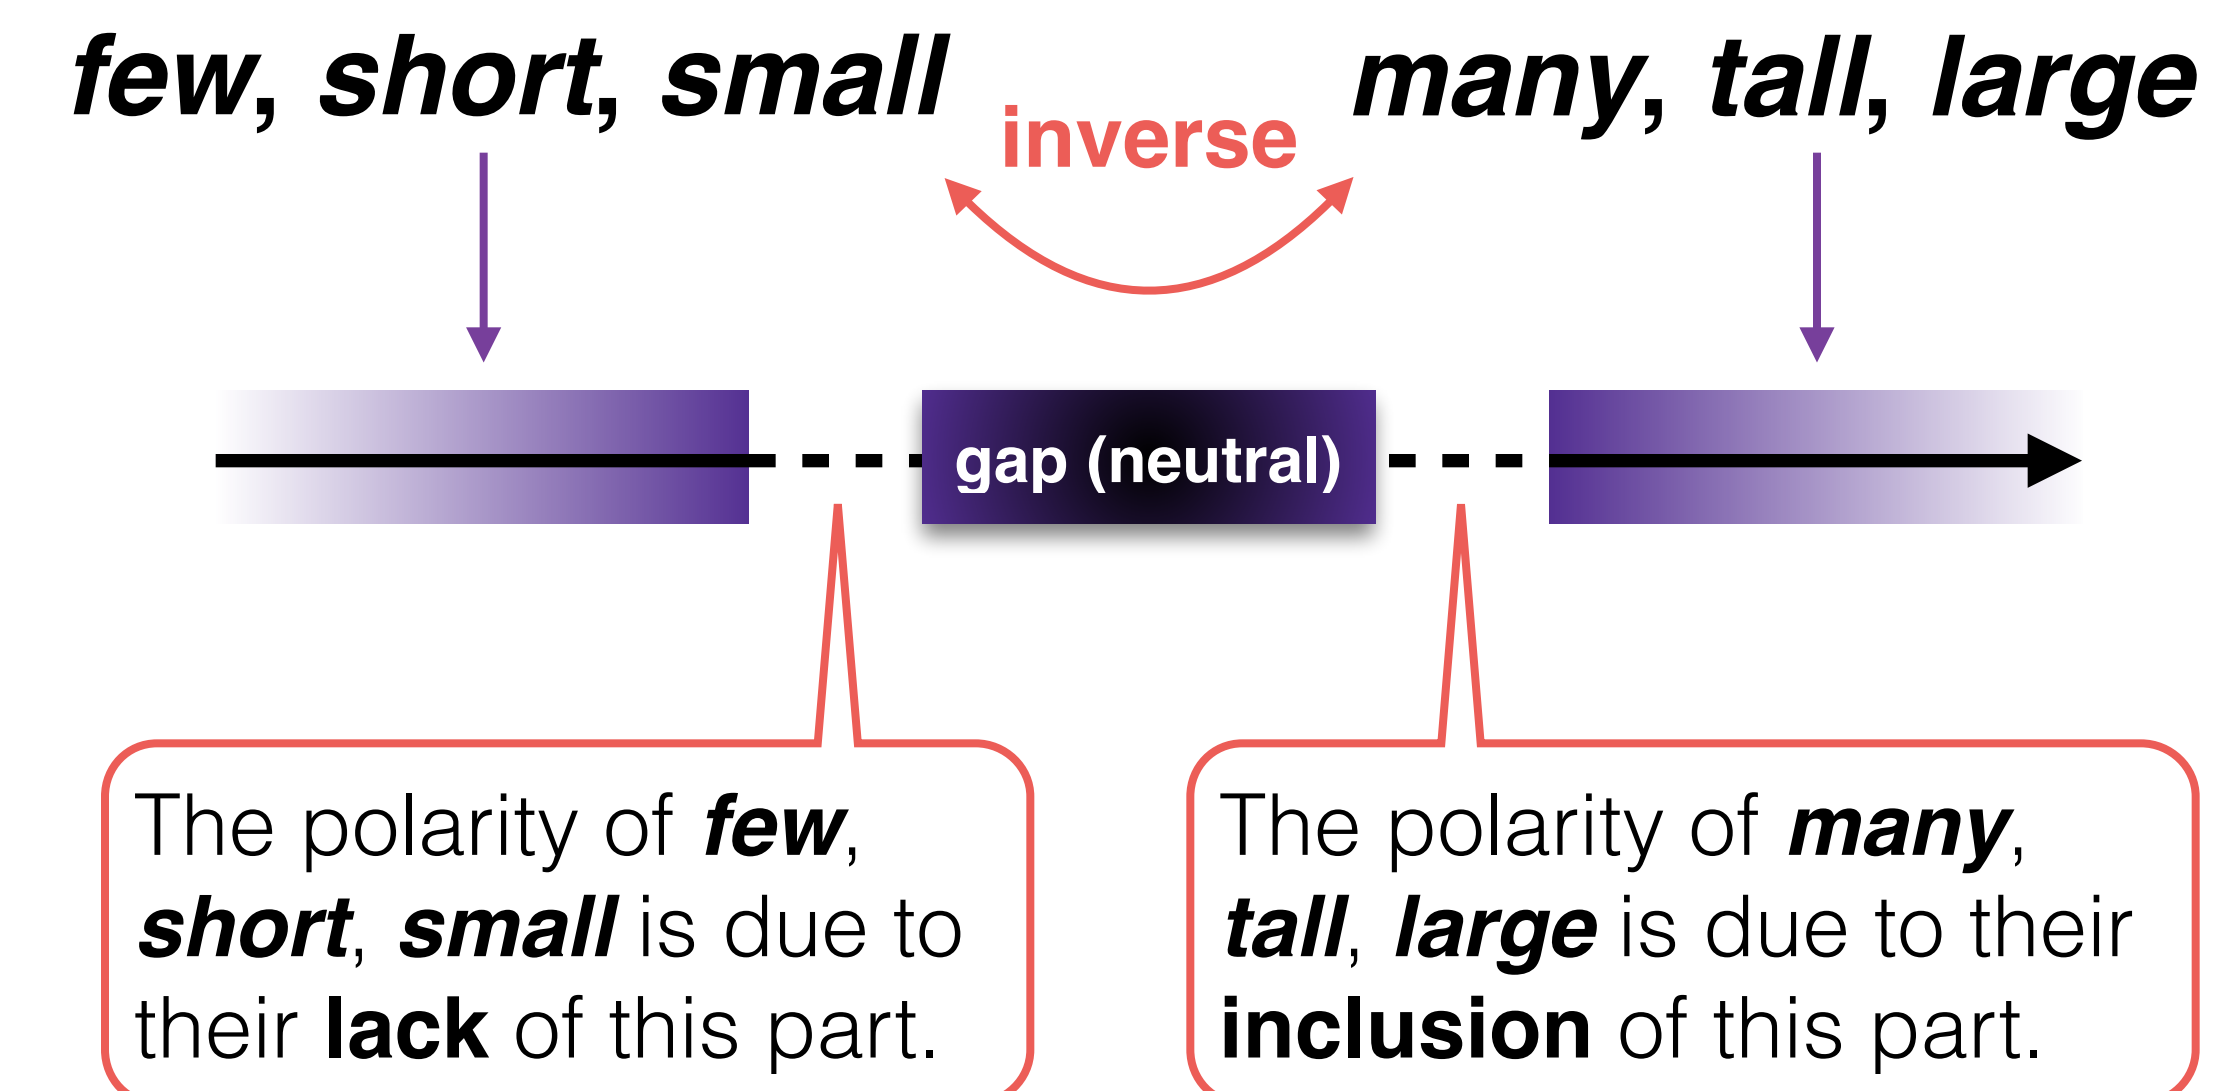 few, short, small
many, tall, large
inverse
gap (neutral)
The polarity of few,
short, small is due to
their lack of this part.
The polarity of many,
tall, large is due to their
inclusion of this part.